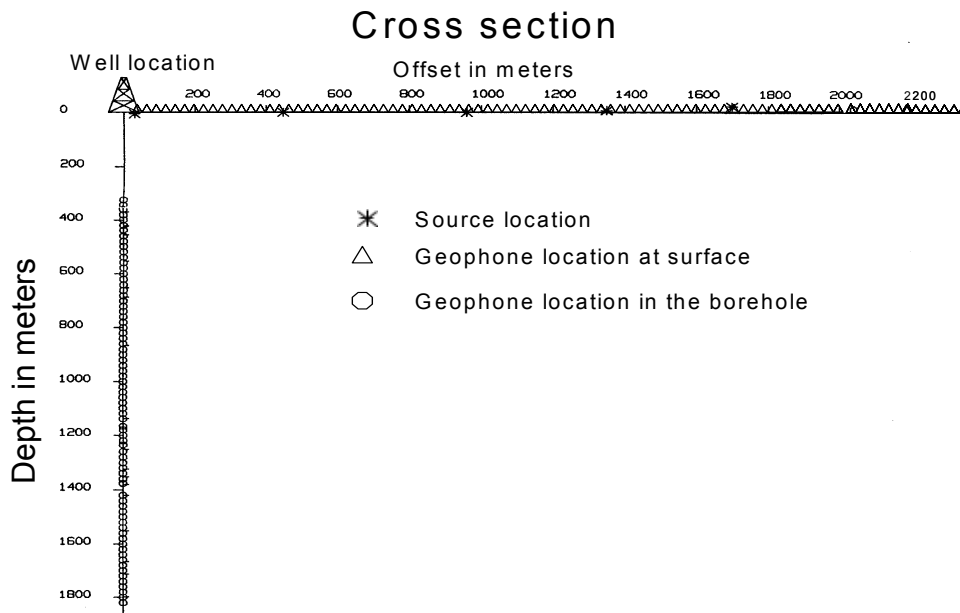 Cross section
Well location
Offset in meters
200 400 600 800 1000 1200 1400 1600 1800 2000 2200
0
200
400
600
800
1000
1200
1400
1600
1800
Depth in meters
Source location
Geophone location at surface
Geophone location in the borehole